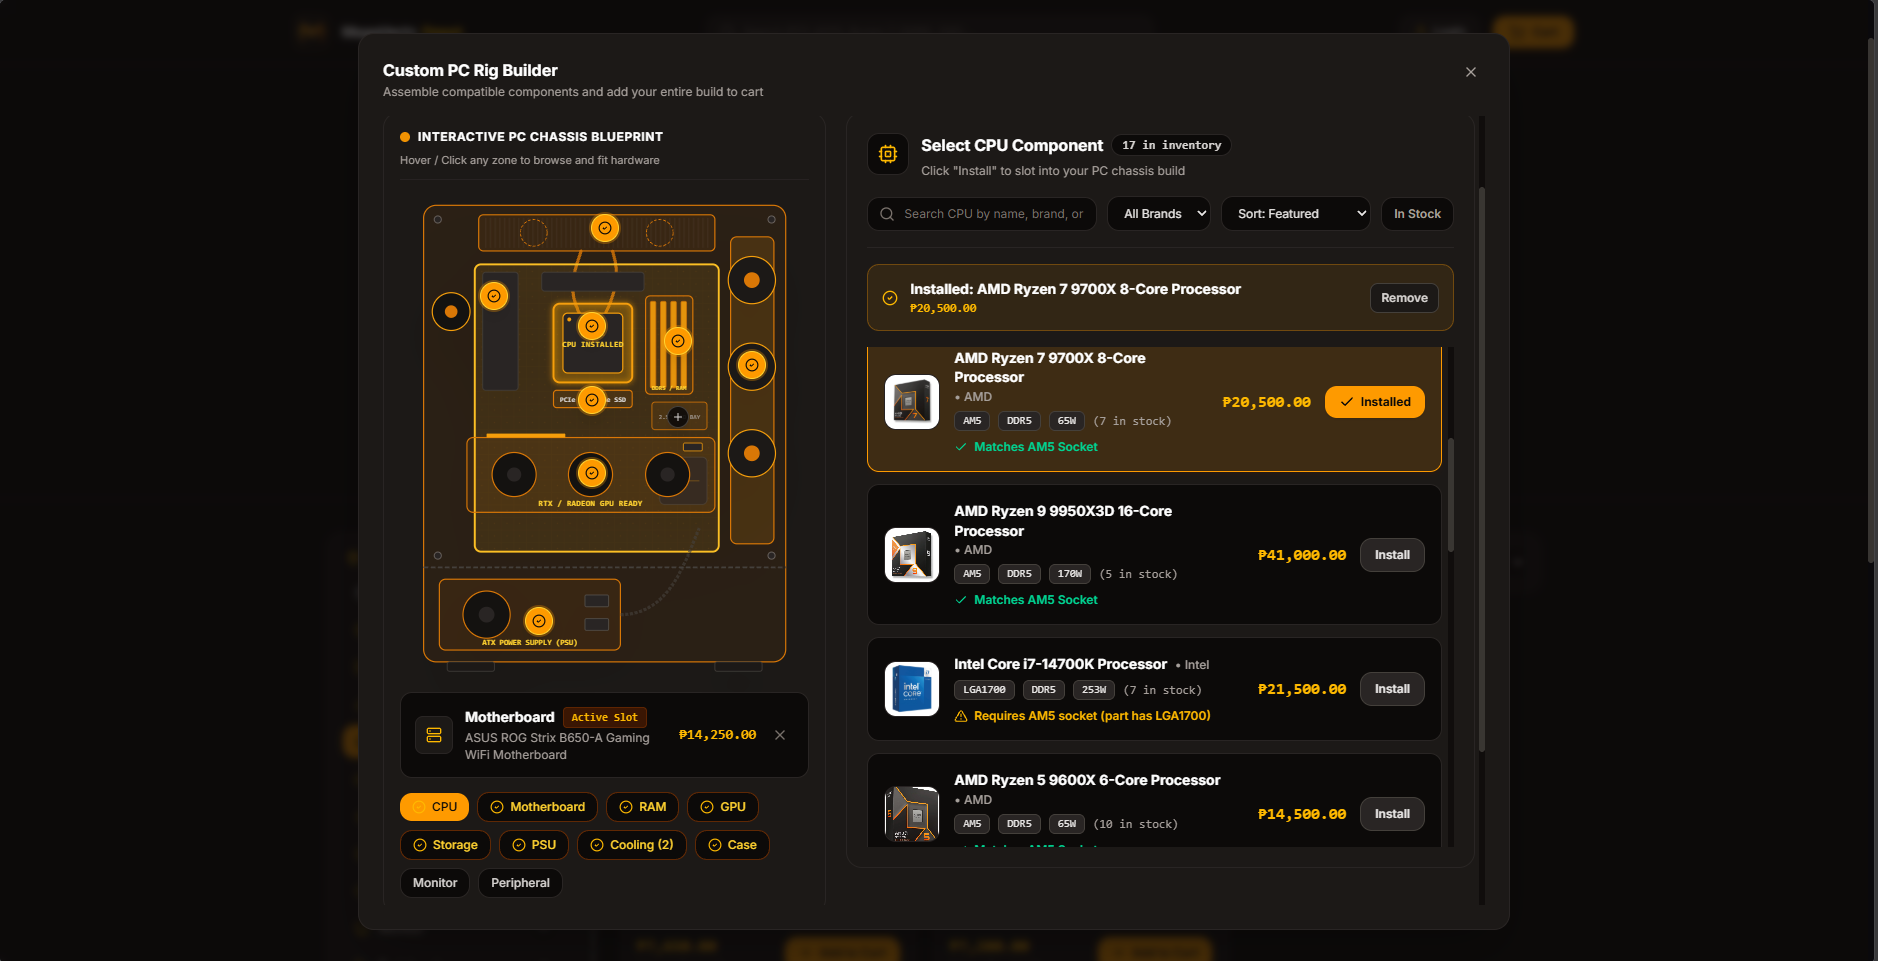 Custom PC Rig Builder
Assemble compatible components and add your entire build to cart
INTERACTIVE PC CHASSIS BLUEPRINT
Hover / Click any zone to browse and fit hardware
CPU INSTALLED
DDR5 / RAM
PCIe
SSD
BAY
RTX / RADEON GPU READY
ATX POWER SUPPLY (PSU)
Motherboard Active Slot
ASUS ROG Strix B650-A Gaming
WiFi Motherboard
₱14,250.00
CPU Motherboard RAM GPU
Storage PSU Cooling (2) Case
Monitor Peripheral
Select CPU Component 17 in inventory
Click "Install" to slot into your PC chassis build
Search CPU by name, brand, or
All Brands
Sort: Featured
In Stock
Installed: AMD Ryzen 7 9700X 8-Core Processor
₱20,500.00
Remove
AMD Ryzen 7 9700X 8-Core
Processor
• AMD
AM5 DDR5 65W (7 in stock)
Matches AM5 Socket
₱20,500.00
Installed
AMD Ryzen 9 9950X3D 16-Core
Processor
• AMD
AM5 DDR5 170W (5 in stock)
Matches AM5 Socket
₱41,000.00
Install
Intel Core i7-14700K Processor • Intel
LGA1700 DDR5 253W (7 in stock)
Requires AM5 socket (part has LGA1700)
₱21,500.00
Install
intel
CORE
AMD Ryzen 5 9600X 6-Core Processor
• AMD
AM5 DDR5 65W (10 in stock)
₱14,500.00
Install